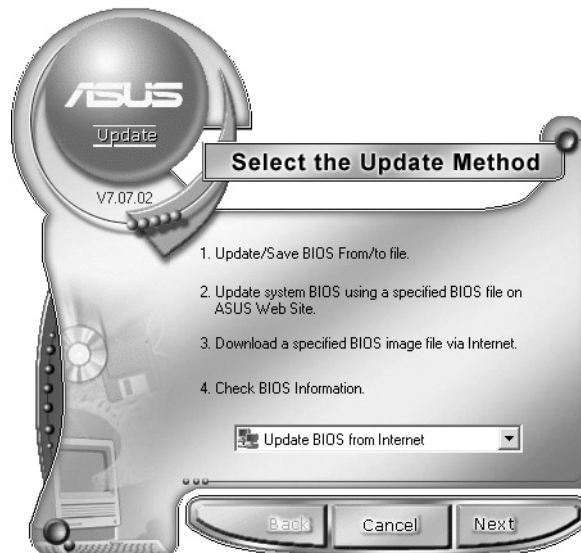 ASUS
Update
V7.07.02
Select the Update Method
1. Update/Save BIOS From/to file.
2. Update system BIOS using a specified BIOS file on
ASUS Web Site.
3. Download a specified BIOS image file via Internet.
4. Check BIOS Information.
Update BIOS from Internet
Back
Cancel
Next